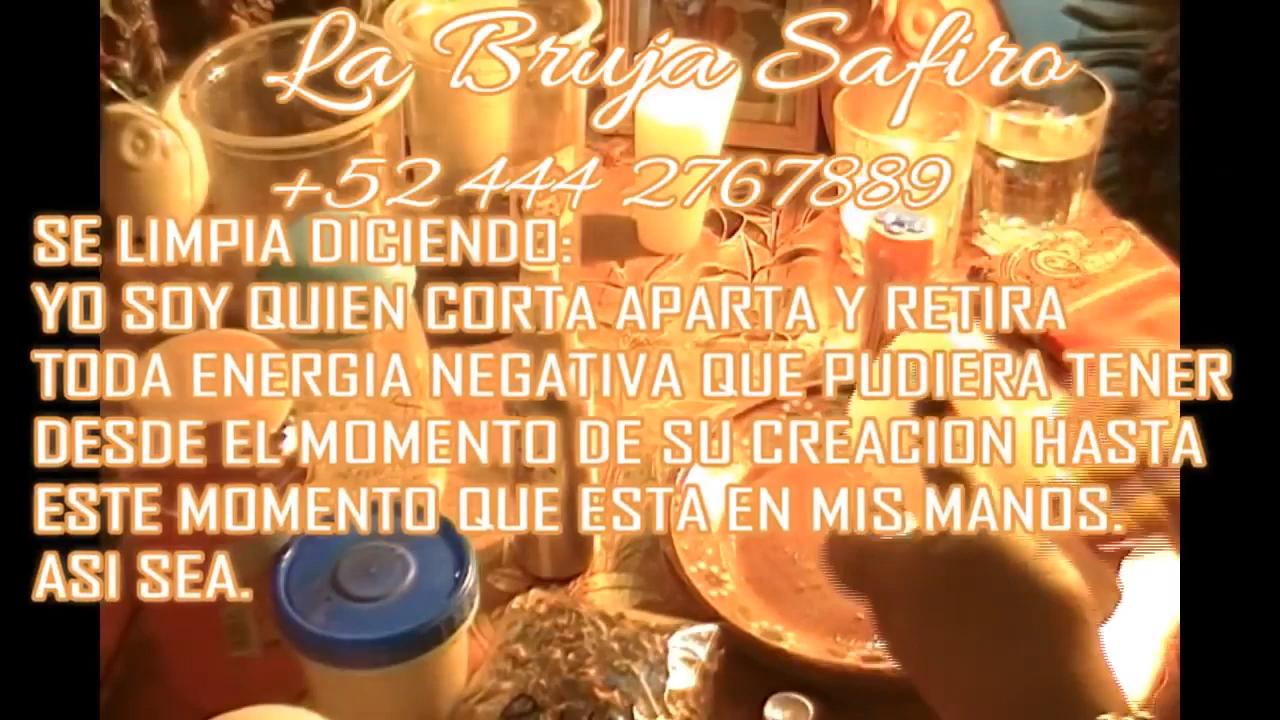 La Bruja Safiro
+52 444 2767889
SE LIMPIA DICIENDO:
YO SOY QUIEN CORTA APARTA Y RETIRA
TODA ENERGIA NEGATIVA QUE PUDIERA TENER
DESDE EL MOMENTO DE SU CREACION HASTA
ESTE MOMENTO QUE ESTA EN MIS MANOS.
ASI SEA.